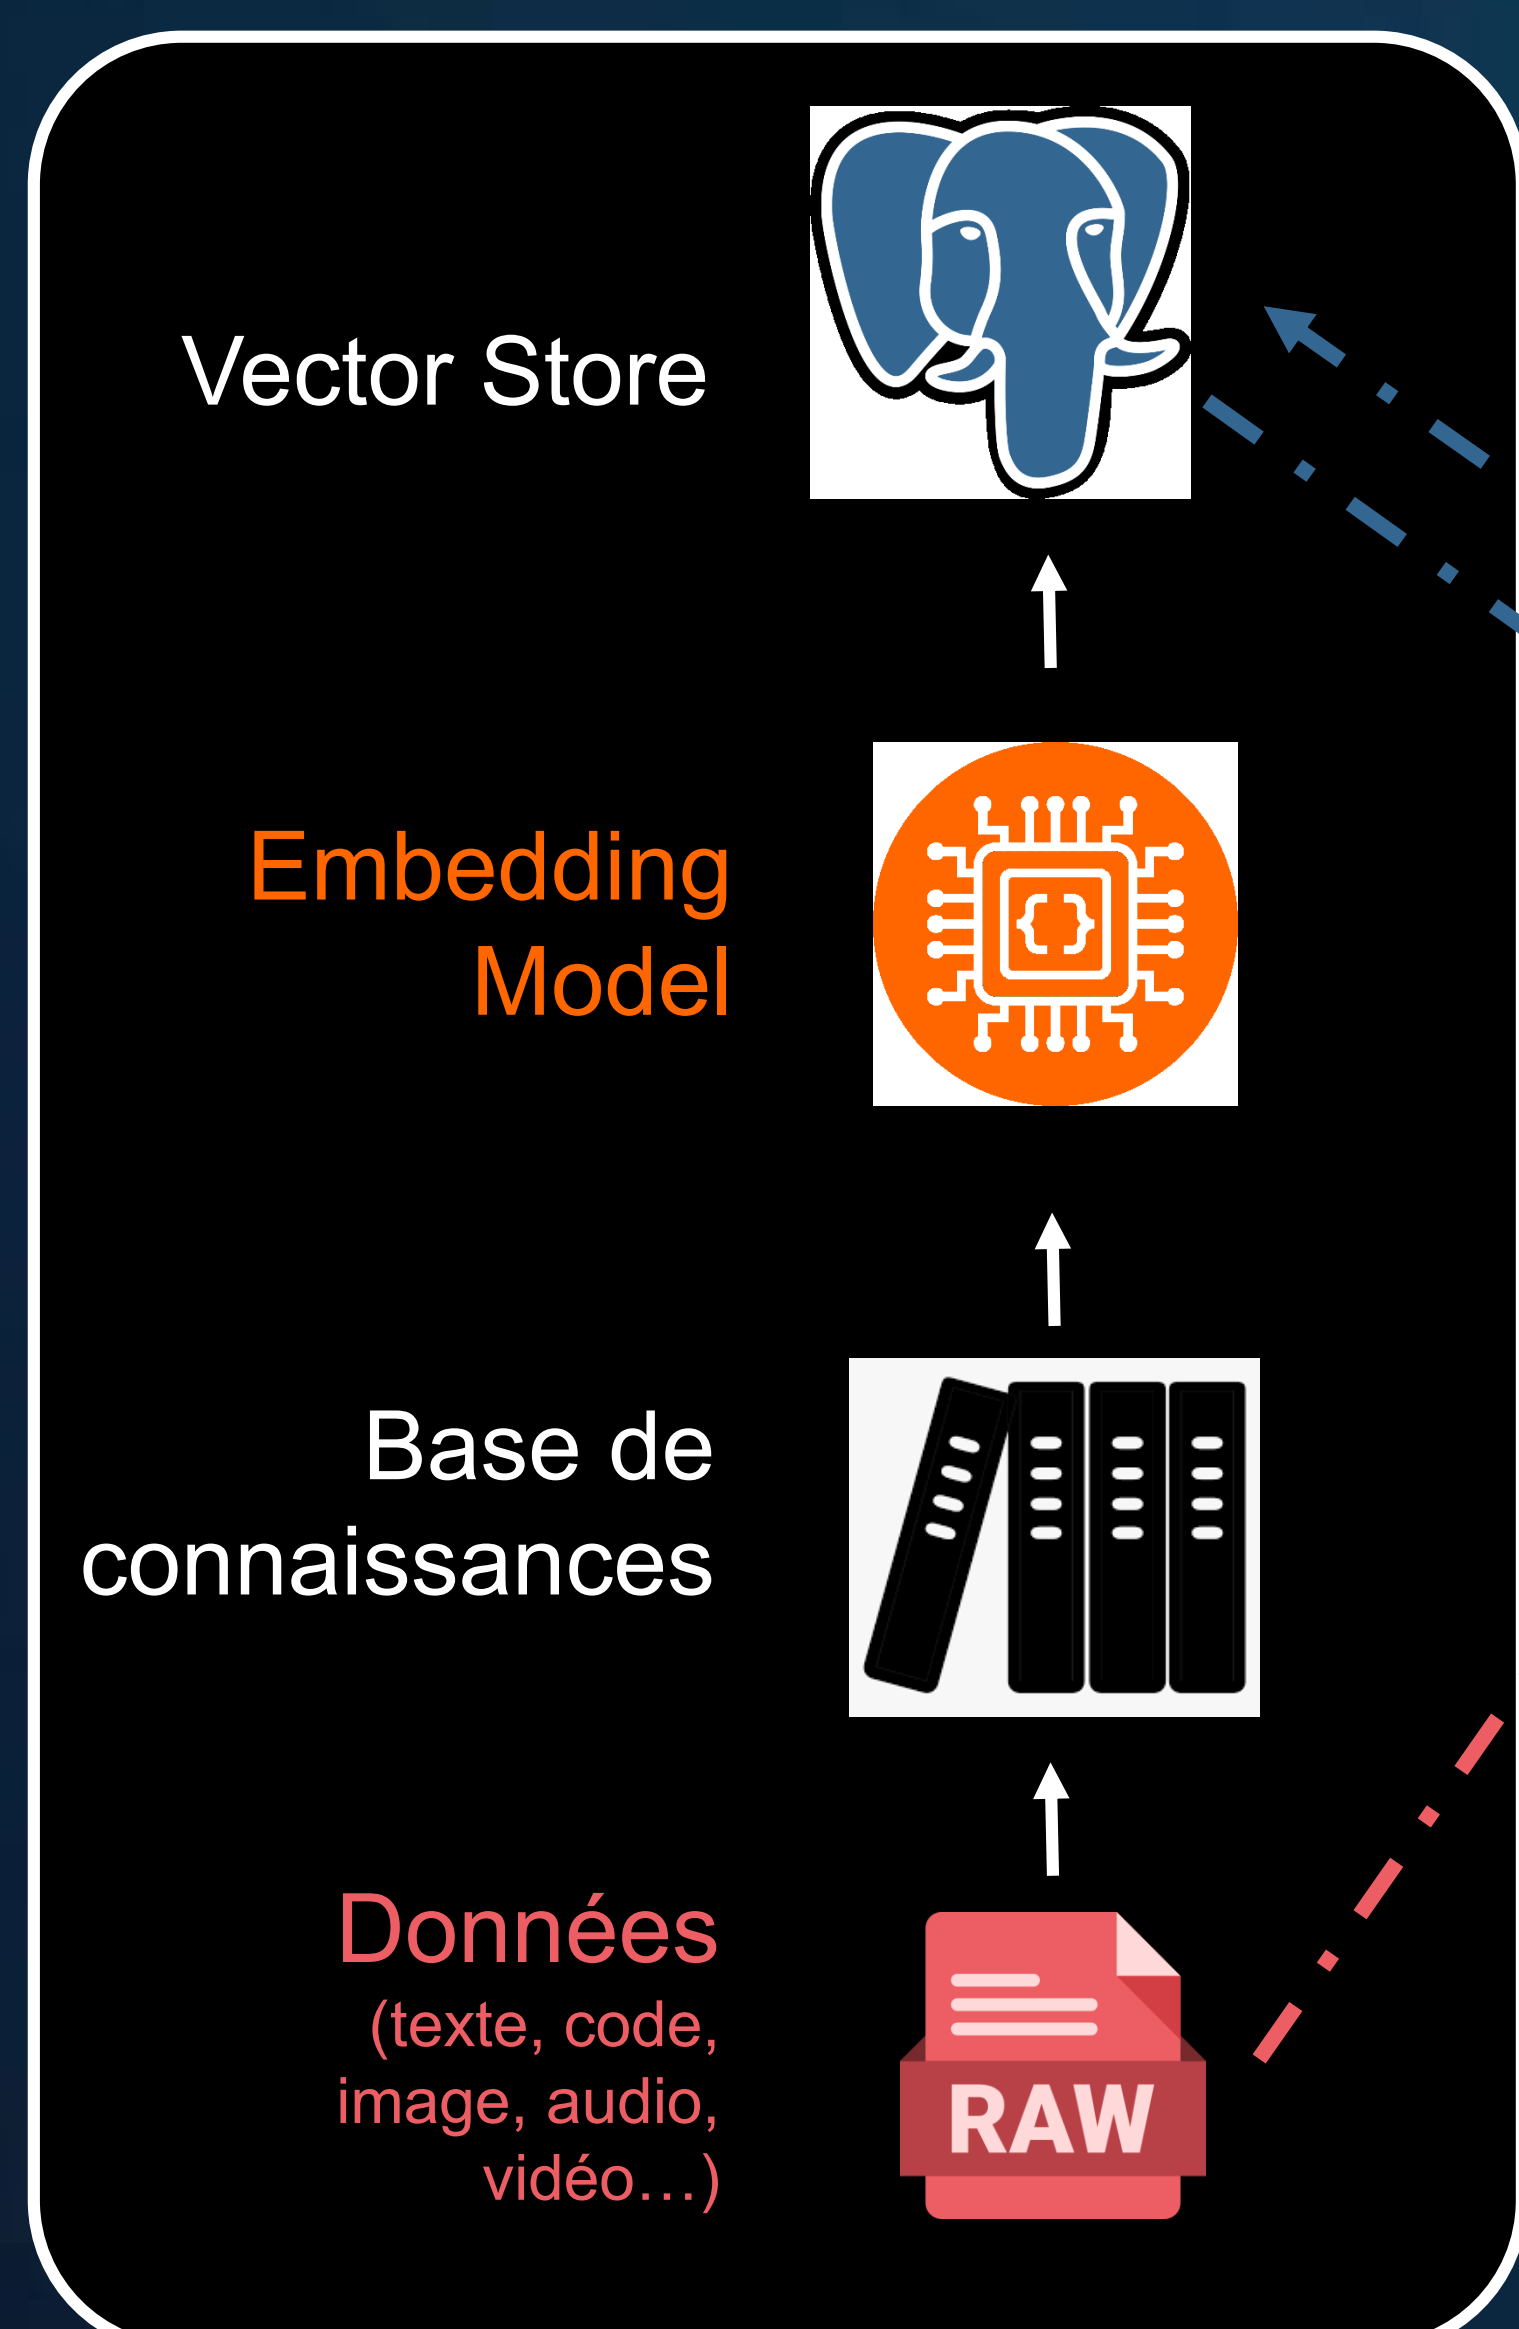 Vector Store
Embedding
Model
Base de
connaissances
Données
(texte, code,
image, audio,
vidéo…)
RAW